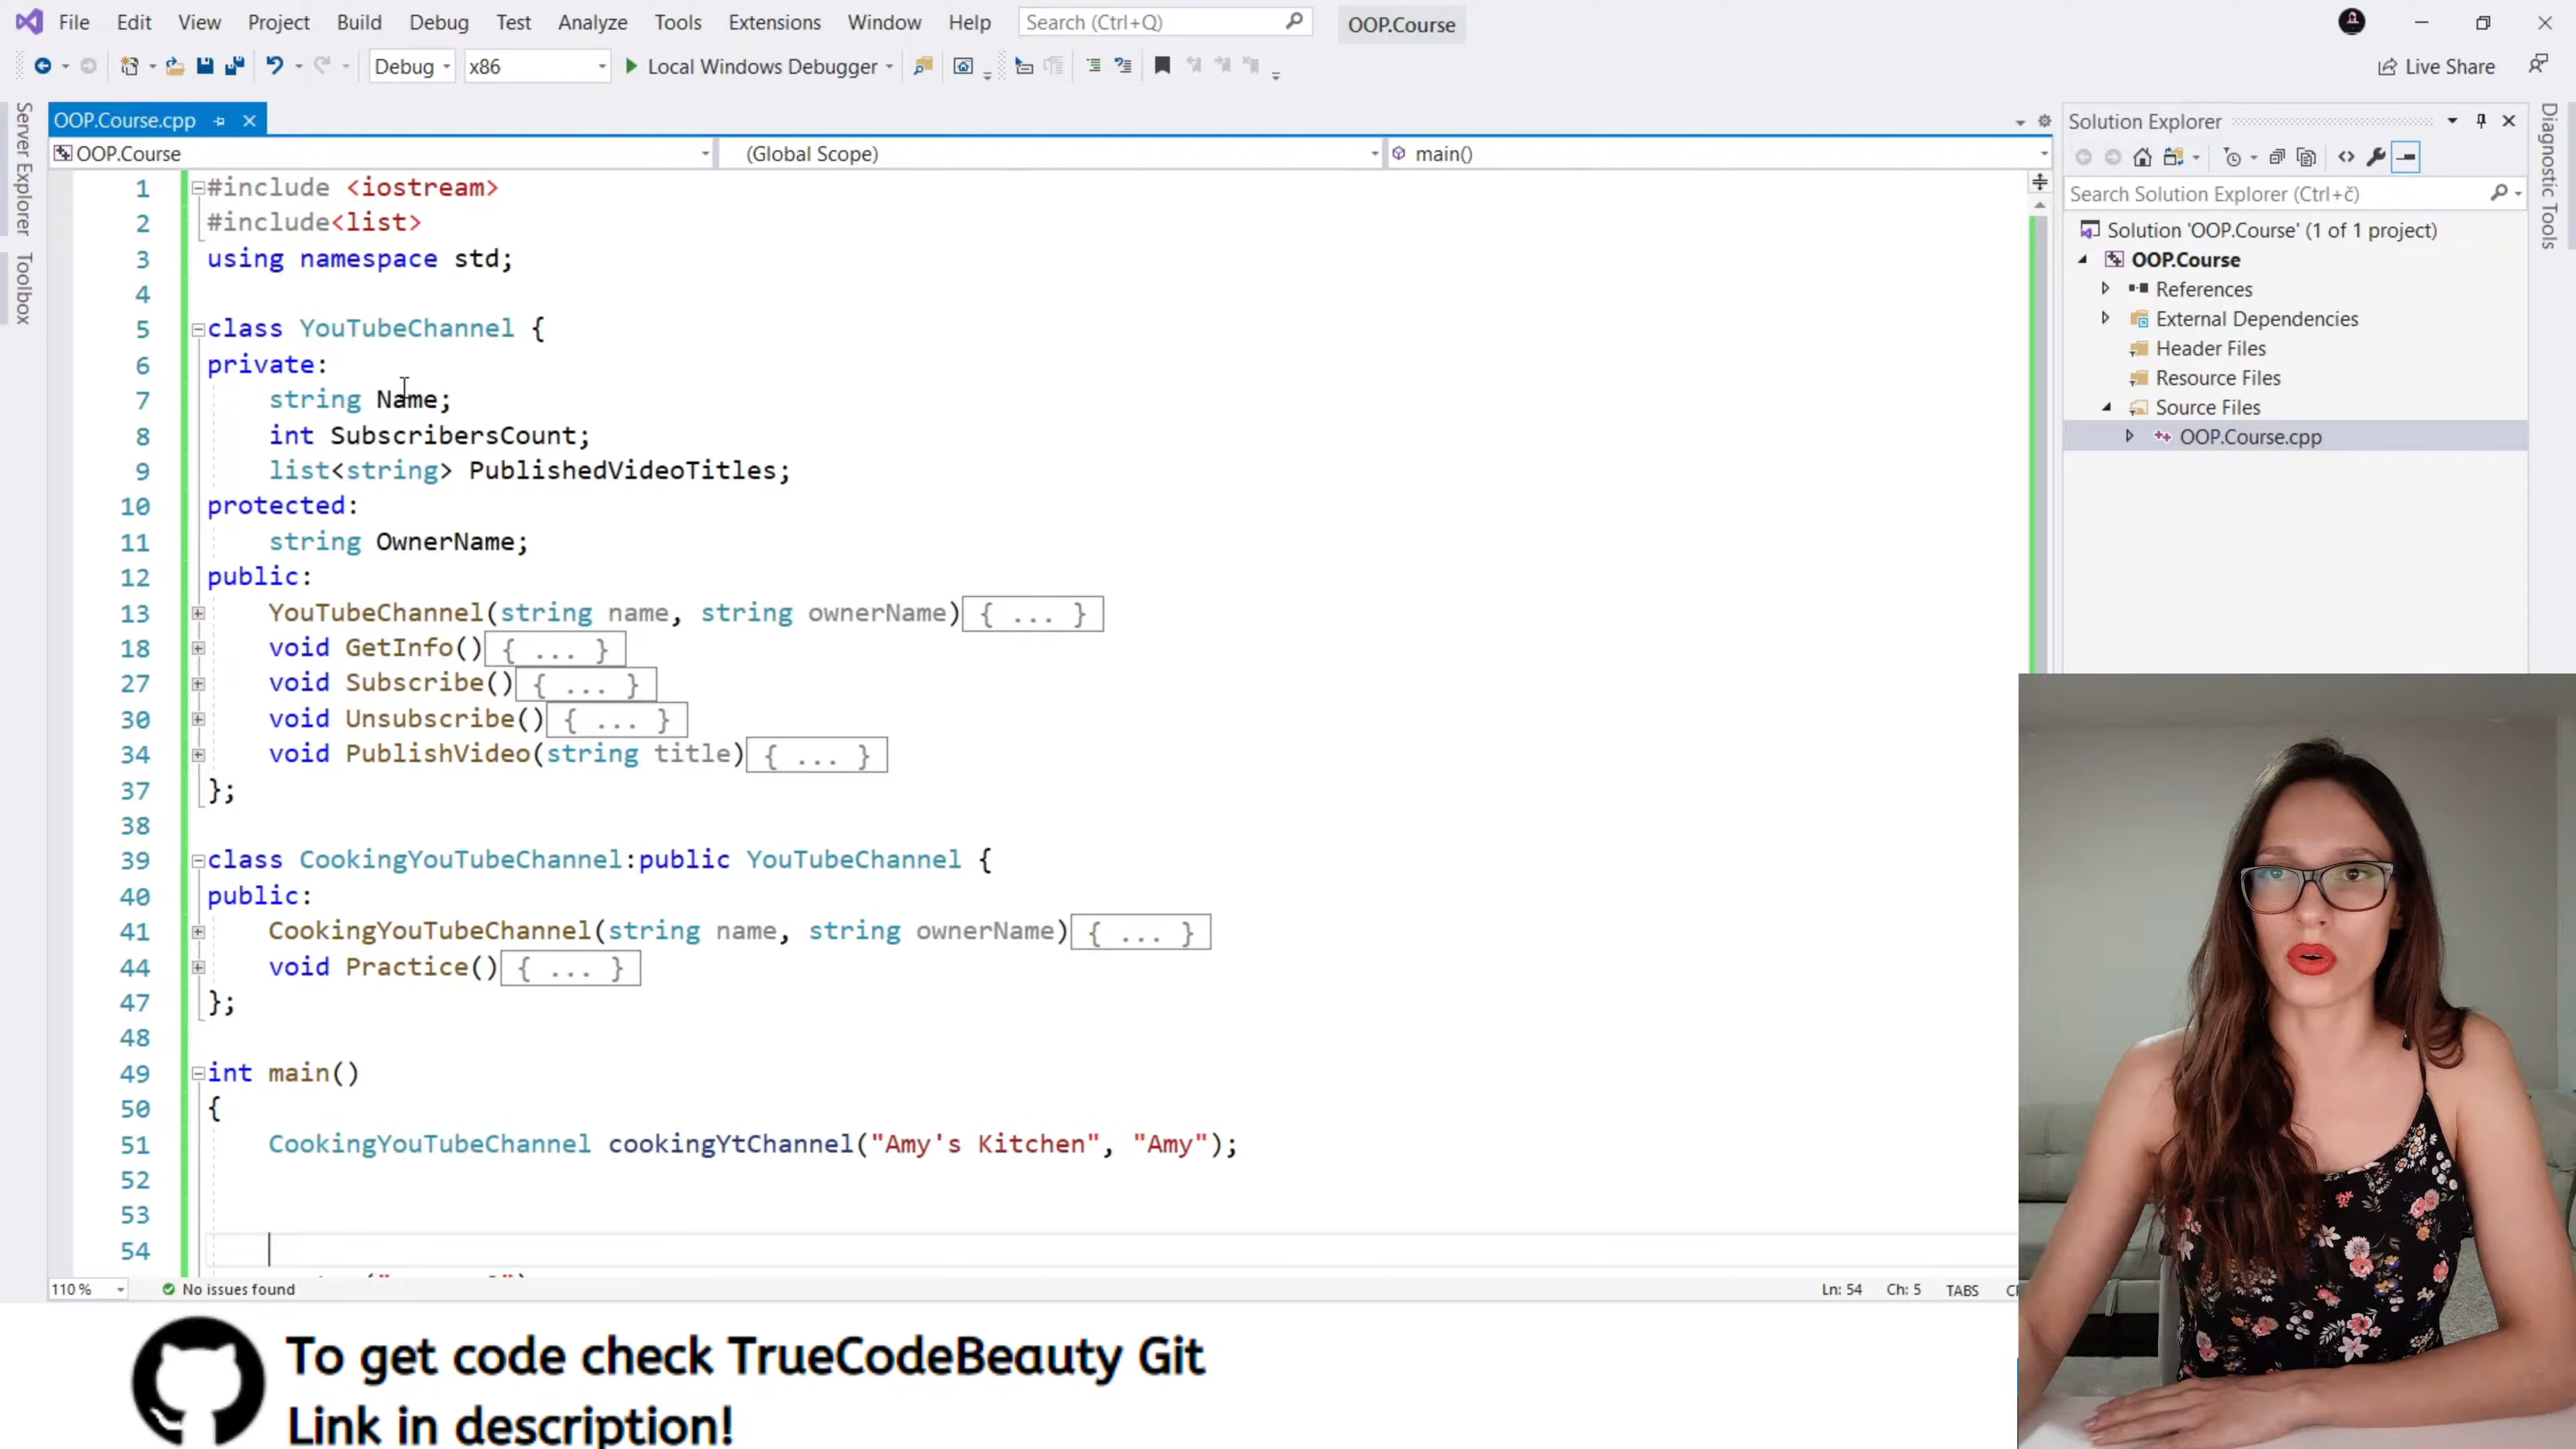 File Edit View Project Build Debug Test Analyze Tools Extensions Window Help Search (Ctrl+Q) OOP.Course
Debug x86 Local Windows Debugger Live Share
Server Explorer
Toolbox
OOP.Course.cpp
OOP.Course (Global Scope) main()
1 #include <iostream>
2 #include<list>
3 using namespace std;
4
5 class YouTubeChannel {
6 private:
7 string Name;
8 int SubscribersCount;
9 list<string> PublishedVideoTitles;
10 protected:
11 string OwnerName;
12 public:
13 YouTubeChannel(string name, string ownerName){ ... }
18 void GetInfo(){ ... }
27 void Subscribe(){ ... }
30 void Unsubscribe(){ ... }
34 void PublishVideo(string title){ ... }
37 };
38
39 class CookingYouTubeChannel:public YouTubeChannel {
40 public:
41 CookingYouTubeChannel(string name, string ownerName){ ... }
44 void Practice(){ ... }
47 };
48
49 int main()
50 {
51 CookingYouTubeChannel cookingYtChannel("Amy's Kitchen", "Amy");
52
53
54
110 % No issues found Ln: 54 Ch: 5 TABS
Solution Explorer
Search Solution Explorer (Ctrl+č)
Solution 'OOP.Course' (1 of 1 project)
OOP.Course
References
External Dependencies
Header Files
Resource Files
Source Files
OOP.Course.cpp
Diagnostic Tools
To get code check TrueCodeBeauty Git
Link in description!